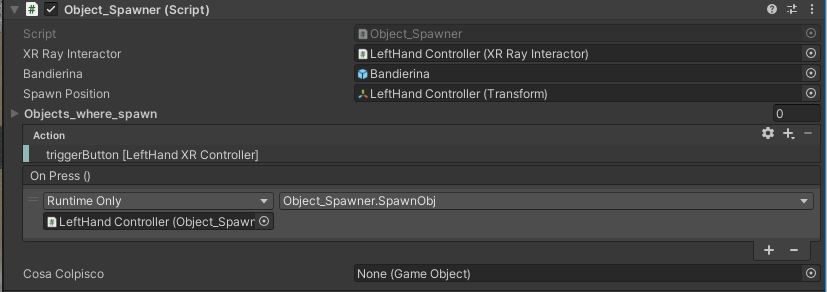 # Object_Spawner (Script)
Script # Object_Spawner
XR Ray Interactor # LeftHand Controller (XR Ray Interactor)
Bandierina Bandierina
Spawn Position LeftHand Controller (Transform)
Objects_where_spawn 0
Action
triggerButton [LeftHand XR Controller]
On Press ()
Runtime Only Object_Spawner.SpawnObj
# LeftHand Controller (Object_Spawn
Cosa Colpisco None (Game Object)